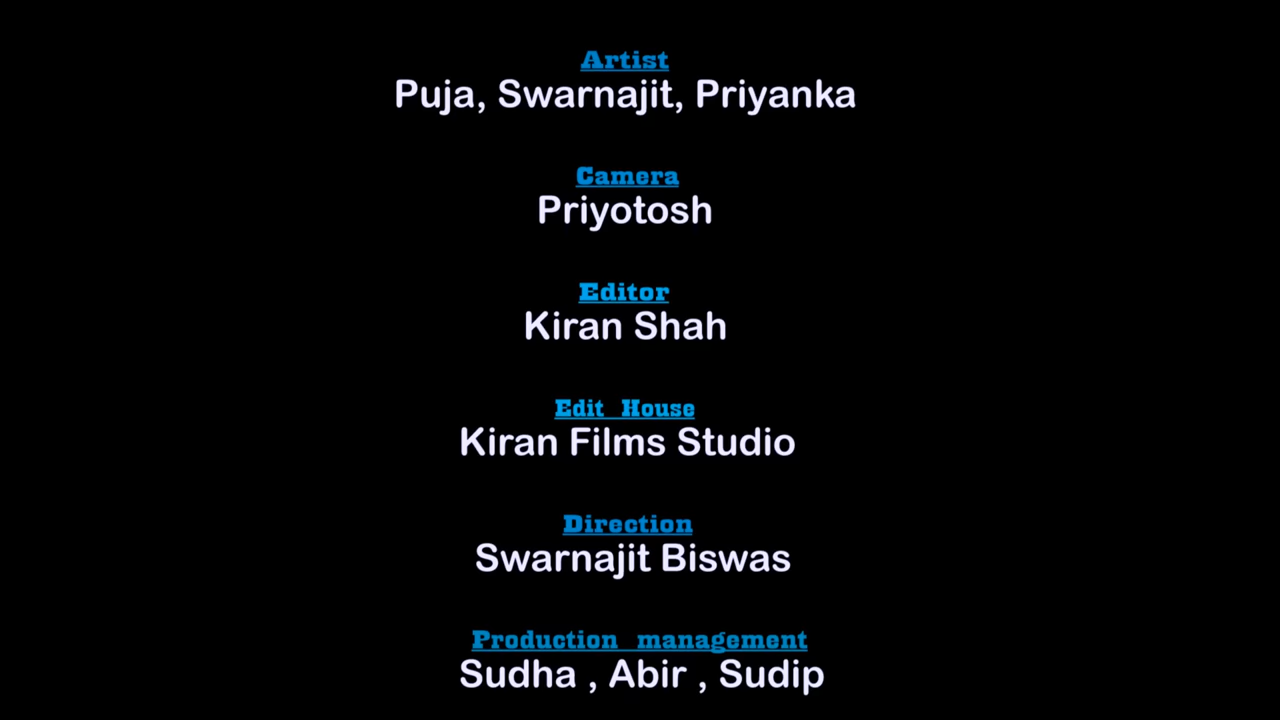 Artist
Puja, Swarnajit, Priyanka
Camera
Priyotosh
Editor
Kiran Shah
Edit House
Kiran Films Studio
Direction
Swarnajit Biswas
Production management
Sudha , Abir , Sudip